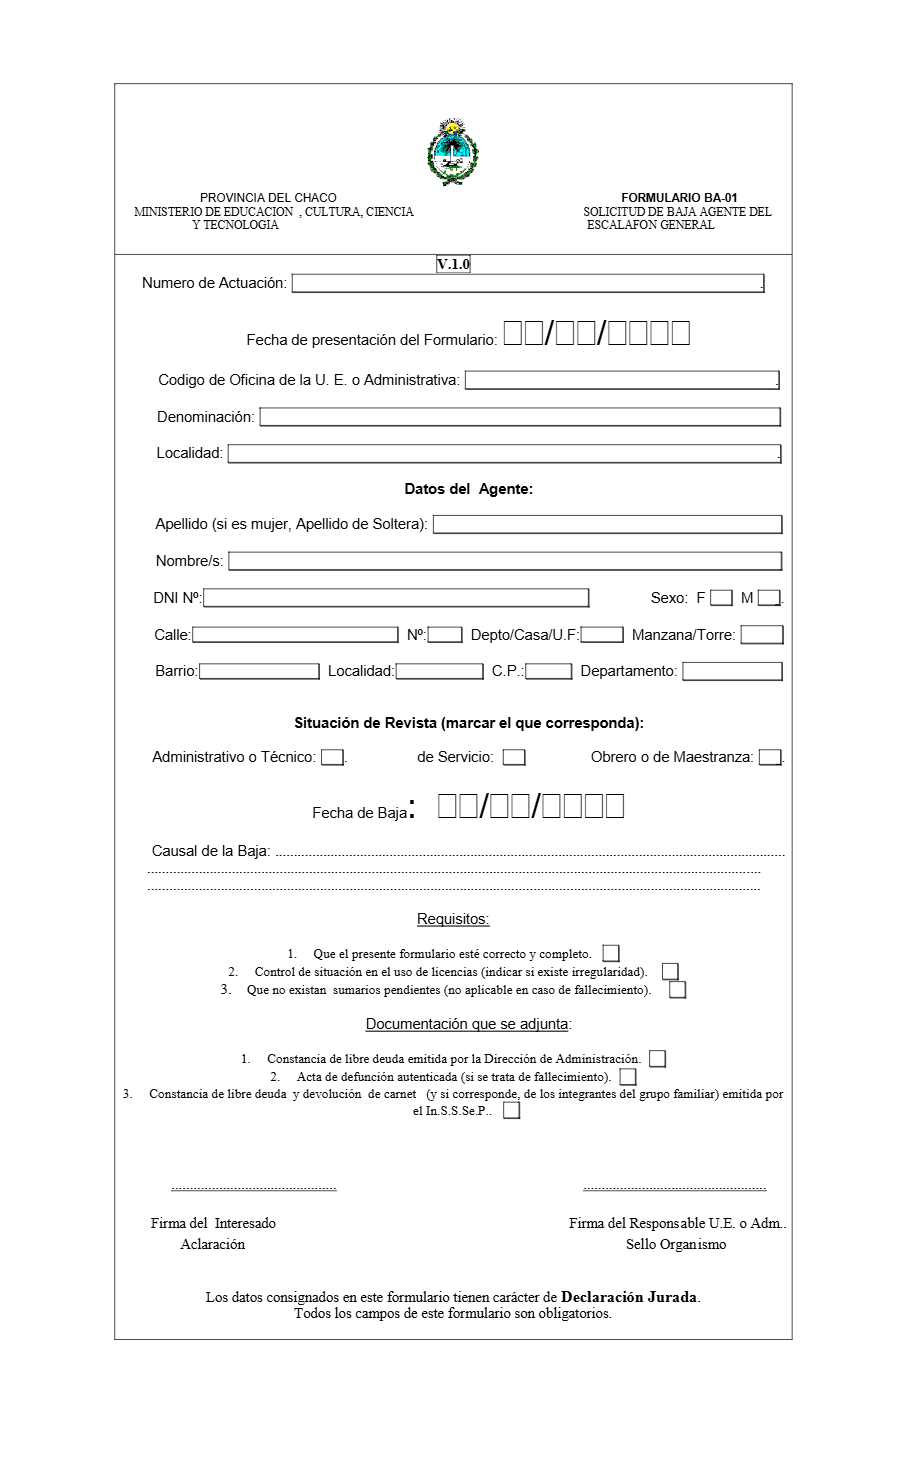 PROVINCIA DEL CHACO
MINISTERIO DE EDUCACION , CULTURA, CIENCIA
Y TECNOLOGIA
FORMULARIO BA-01
SOLICITUD DE BAJA AGENTE DEL
ESCALAFON GENERAL
V.1.0
Numero de Actuación: .
Fecha de presentación del Formulario: / /
Codigo de Oficina de la U. E. o Administrativa: .
Denominación:
Localidad: .
Datos del Agente:
Apellido (si es mujer, Apellido de Soltera):
Nombre/s:
DNI Nº: Sexo: F M .
Calle: Nº: Depto/Casa/U.F: Manzana/Torre:
Barrio: Localidad: C.P.: Departamento:
Situación de Revista (marcar el que corresponda):
Administrativo o Técnico: . de Servicio: Obrero o de Maestranza: .
Fecha de Baja: / /
Causal de la Baja: ..........
Requisitos:
1. Que el presente formulario esté correcto y completo.
2. Control de situación en el uso de licencias (indicar si existe irregularidad).
3. Que no existan sumarios pendientes (no aplicable en caso de fallecimiento).
Documentación que se adjunta:
1. Constancia de libre deuda emitida por la Dirección de Administración.
2. Acta de defunción autenticada (si se trata de fallecimiento).
3. Constancia de libre deuda y devolución de carnet (y si corresponde, de los integrantes del grupo familiar) emitida por
el In.S.S.Se.P..
Firma del Interesado
Aclaración
Firma del Responsable U.E. o Adm..
Sello Organismo
Los datos consignados en este formulario tienen carácter de Declaración Jurada.
Todos los campos de este formulario son obligatorios.